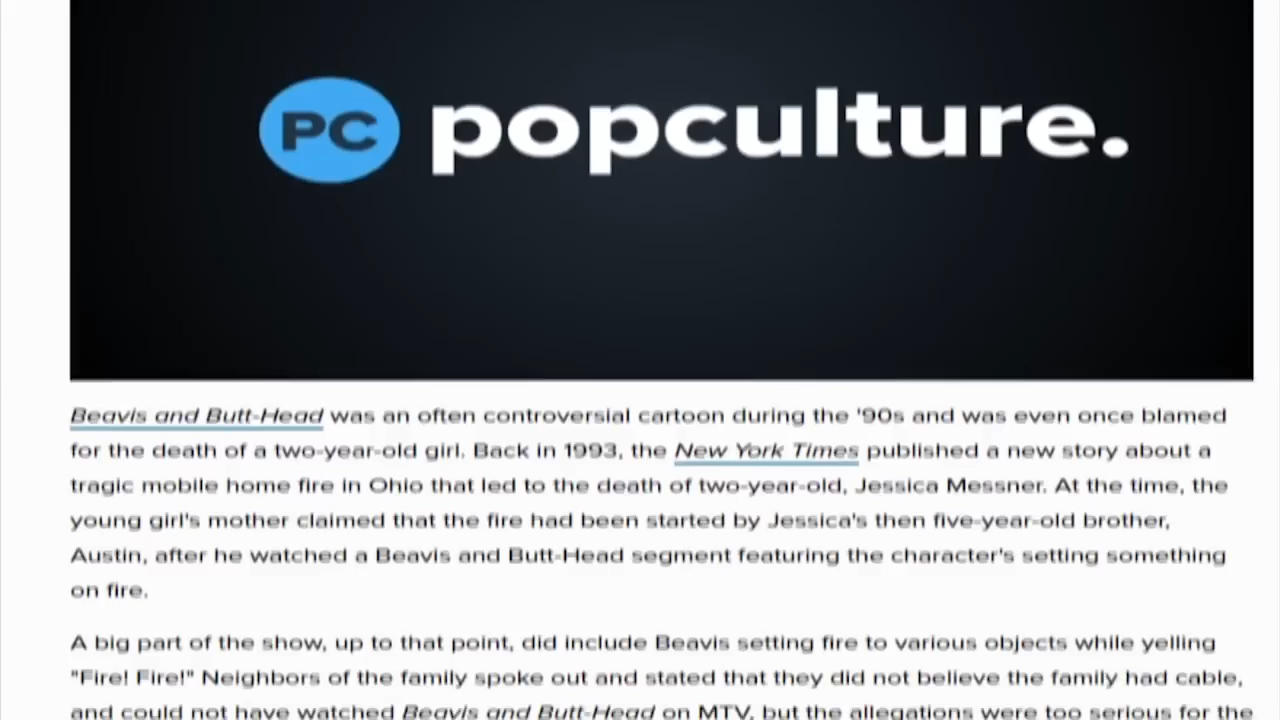 PC popculture.
Beavis and Butt-Head was an often controversial cartoon during the '90s and was even once blamed
for the death of a two-year-old girl. Back in 1993, the New York Times published a new story about a
tragic mobile home fire in Ohio that led to the death of two-year-old, Jessica Messner. At the time, the
young girl's mother claimed that the fire had been started by Jessica's then five-year-old brother,
Austin, after he watched a Beavis and Butt-Head segment featuring the character's setting something
on fire.
A big part of the show, up to that point, did include Beavis setting fire to various objects while yelling
"Fire! Fire!" Neighbors of the family spoke out and stated that they did not believe the family had cable,
and could not have watched Beavis and Butt-Head on MTV, but the allegations were too serious for the